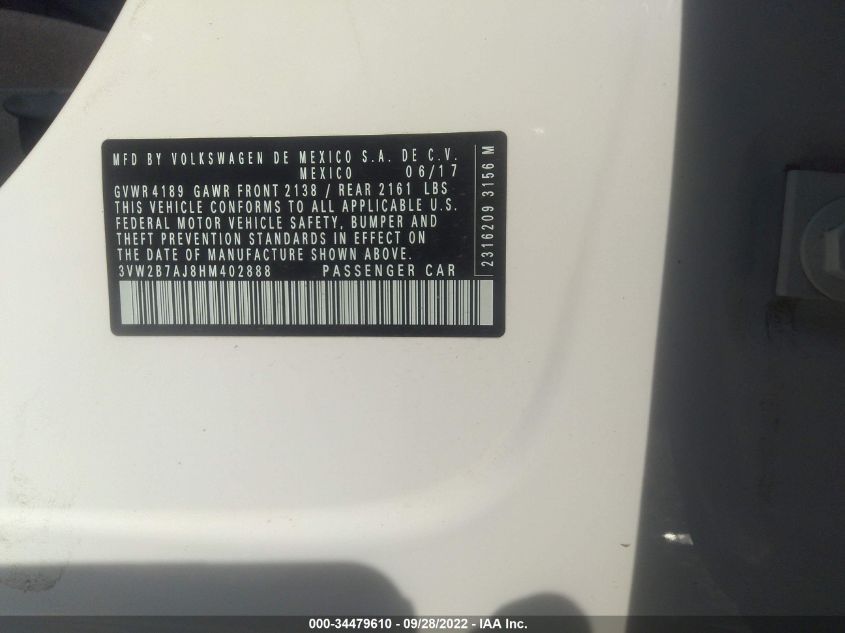 MFD BY VOLKSWAGEN DE MEXICO S.A. DE C.V.
MEXICO 06/17
GVWR 4189 GAWR FRONT 2138 / REAR 2161 LBS
THIS VEHICLE CONFORMS TO ALL APPLICABLE U.S.
FEDERAL MOTOR VEHICLE SAFETY, BUMPER AND
THEFT PREVENTION STANDARDS IN EFFECT ON
THE DATE OF MANUFACTURE SHOWN ABOVE.
3VW2B7AJ8HM402888 PASSENGER CAR
2316209 3156 M
000-34479610 - 09/28/2022 - IAA Inc.